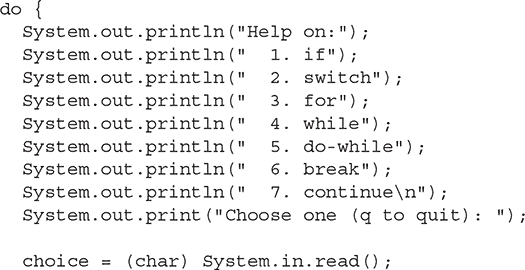 do {
  System.out.println("Help on:");
  System.out.println("  1. if");
  System.out.println("  2. switch");
  System.out.println("  3. for");
  System.out.println("  4. while");
  System.out.println("  5. do-while");
  System.out.println("  6. break");
  System.out.println("  7. continue\n");
  System.out.print("Choose one (q to quit): ");

  choice = (char) System.in.read();